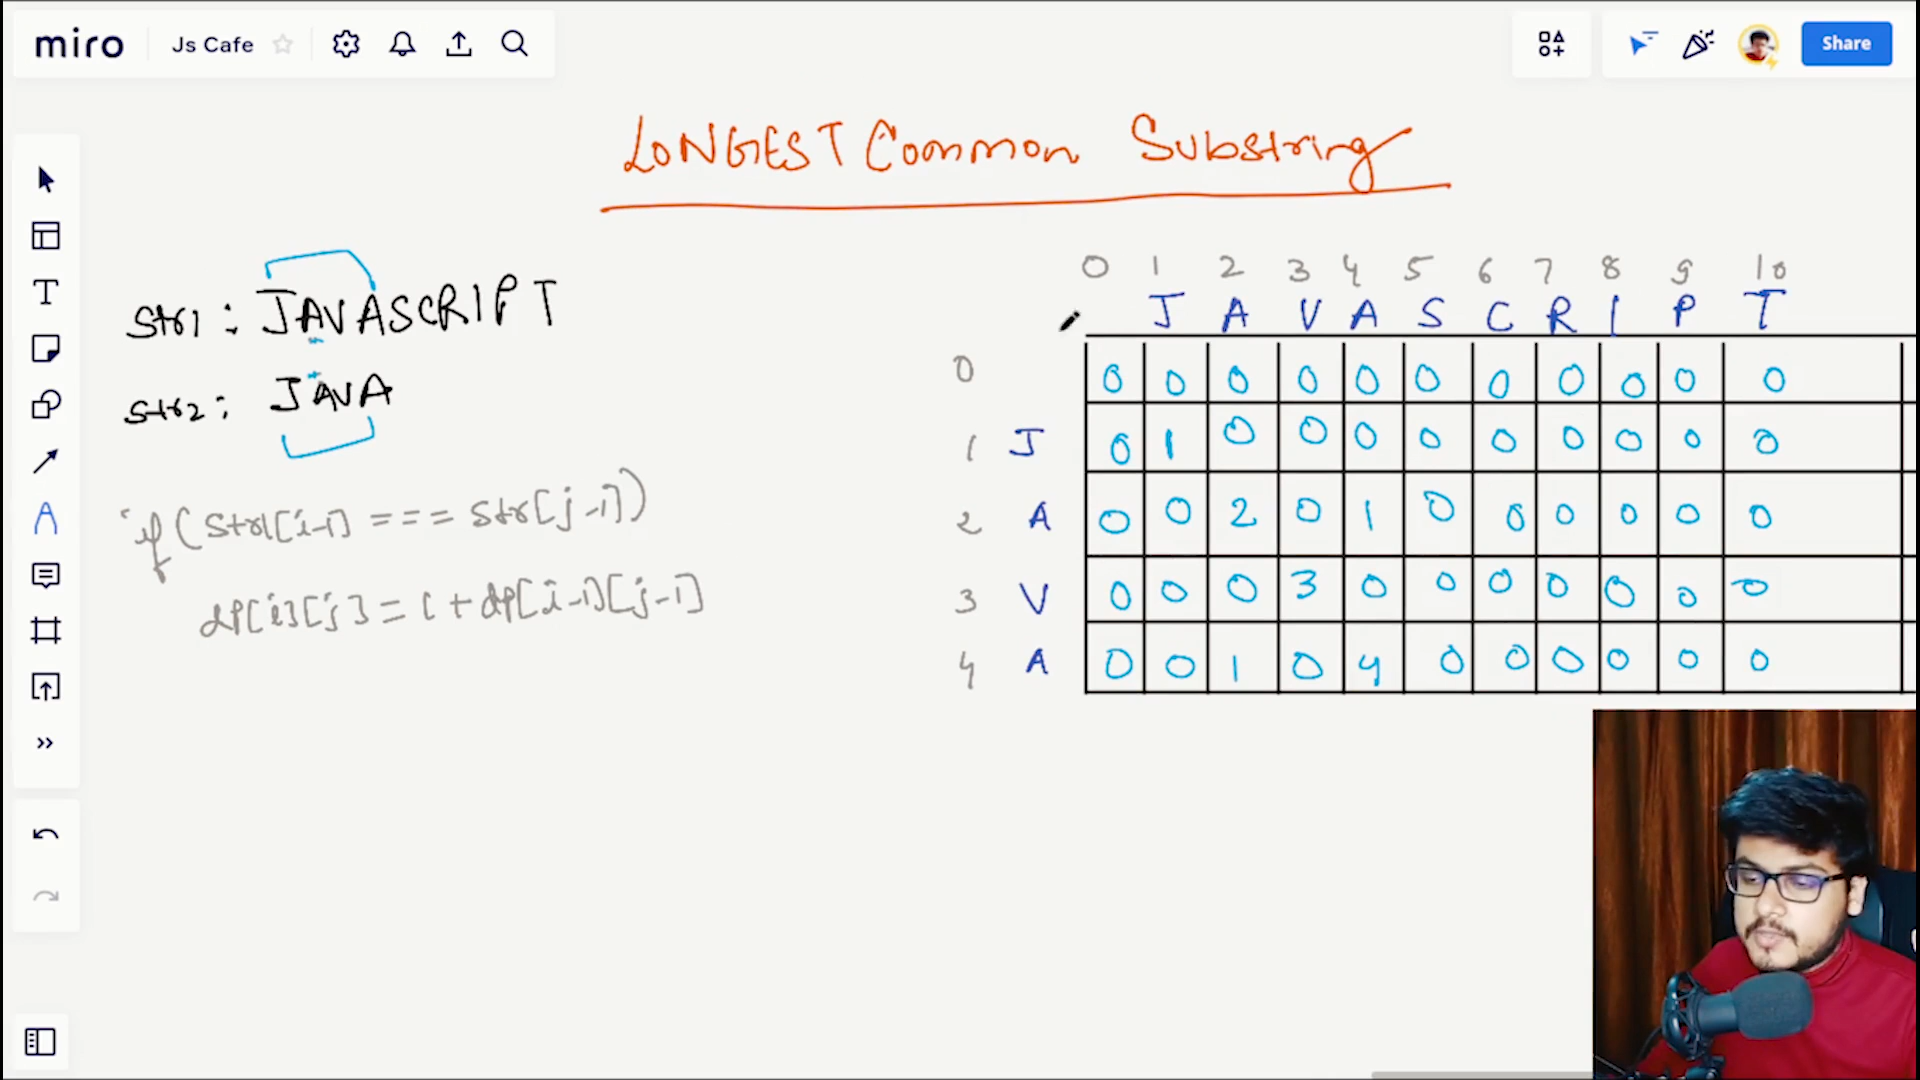 miro Js Cafe Share
LONGEST Common Substring
str1 : JAVASCRIPT
str2 : JAVA
if (str1[i-1] === str[j-1])
dp[i][j] = 1 + dp[i-1][j-1]
0 1 2 3 4 5 6 7 8 9 10
J A V A S C R I P T
0 0 0 0 0 0 0 0 0 0 0 0
1 J 0 1 0 0 0 0 0 0 0 0 0
2 A 0 0 2 0 1 0 0 0 0 0 0
3 V 0 0 0 3 0 0 0 0 0 0 0
4 A 0 0 1 0 4 0 0 0 0 0 0